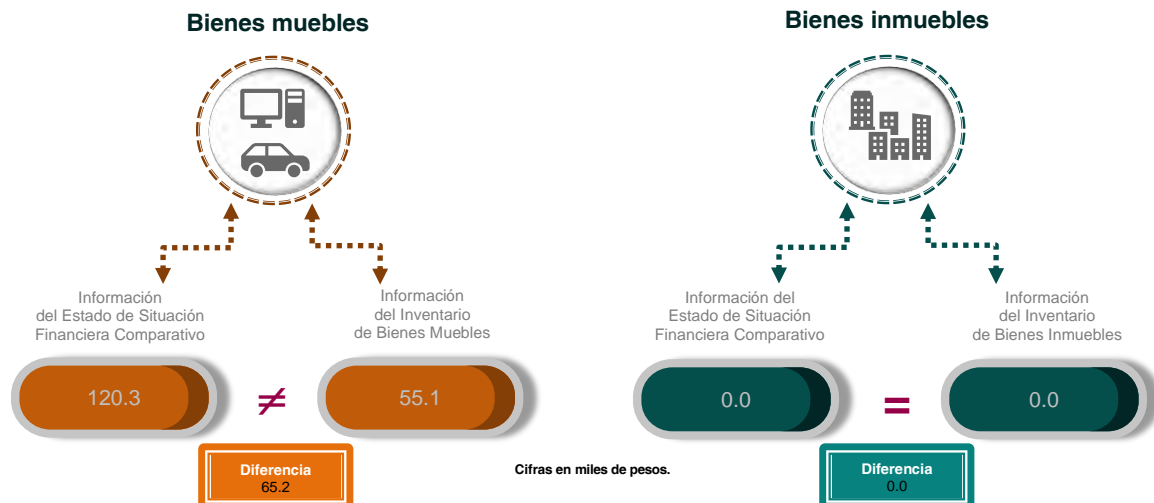 Bienes muebles
Información
del Estado de Situación
Financiera Comparativo
Información
del Inventario
de Bienes Muebles
120.3
≠
55.1
Diferencia
65.2
Cifras en miles de pesos.
Bienes inmuebles
Información del
Estado de Situación
Financiera Comparativo
Información
del Inventario
de Bienes Inmuebles
0.0
=
0.0
Diferencia
0.0